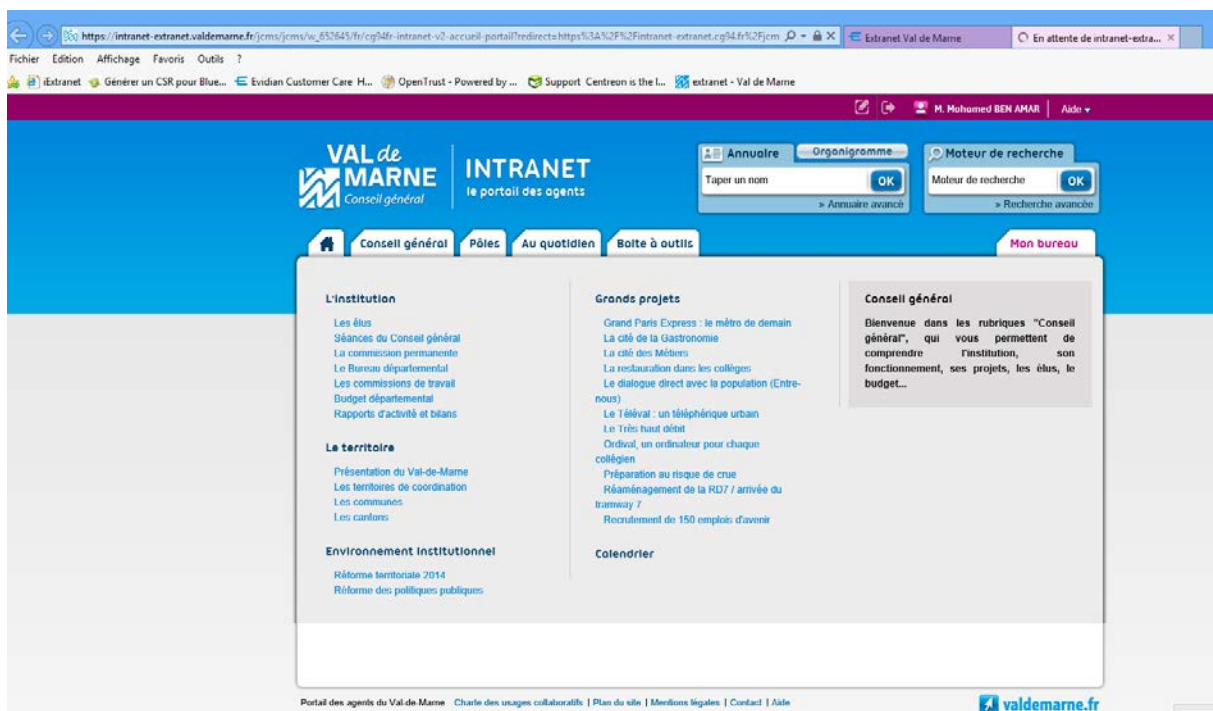 https://intranet-extranet.valdemarne.fr/jcms/jcms/w_652645/fr/cg94fr-intranet-v2-accueil-portail?redirect=https%3A%2F%2Fintranet-extranet.cg94.fr%2Fjcm
Extranet Val de Marne
En attente de intranet-extra...
Fichier Edition Affichage Favoris Outils ?
iExtranet
Générer un CSR pour Blue...
Evidian Customer Care H...
OpenTrust - Powered by ...
Support Centreon is the l...
extranet - Val de Marne
M. Mohamed BEN AMAR | Aide
VAL de
MARNE
Conseil général
INTRANET
le portail des agents
Annuaire
Organigramme
Taper un nom
OK
» Annuaire avancé
Moteur de recherche
Moteur de recherche
OK
» Recherche avancée
Conseil général
Pôles
Au quotidien
Boite à outils
Mon bureau
L'institution
Les élus
Séances du Conseil général
La commission permanente
Le Bureau départemental
Les commissions de travail
Budget départemental
Rapports d'activité et bilans
Le territoire
Présentation du Val-de-Marne
Les territoires de coordination
Les communes
Les cantons
Environnement institutionnel
Réforme territoriale 2014
Réforme des politiques publiques
Grands projets
Grand Paris Express : le métro de demain
La cité de la Gastronomie
La cité des Métiers
La restauration dans les collèges
Le dialogue direct avec la population (Entre-
nous)
Le Téléval : un téléphérique urbain
Le Très haut débit
Ordival, un ordinateur pour chaque
collégien
Préparation au risque de crue
Réaménagement de la RD7 / arrivée du
tramway 7
Recrutement de 150 emplois d'avenir
Calendrier
Conseil général
Bienvenue dans les rubriques "Conseil
général", qui vous permettent de
comprendre l'institution, son
fonctionnement, ses projets, les élus, le
budget...
Portail des agents du Val-de-Marne Charte des usages collaboratifs | Plan du site | Mentions légales | Contact | Aide
valdemarne.fr